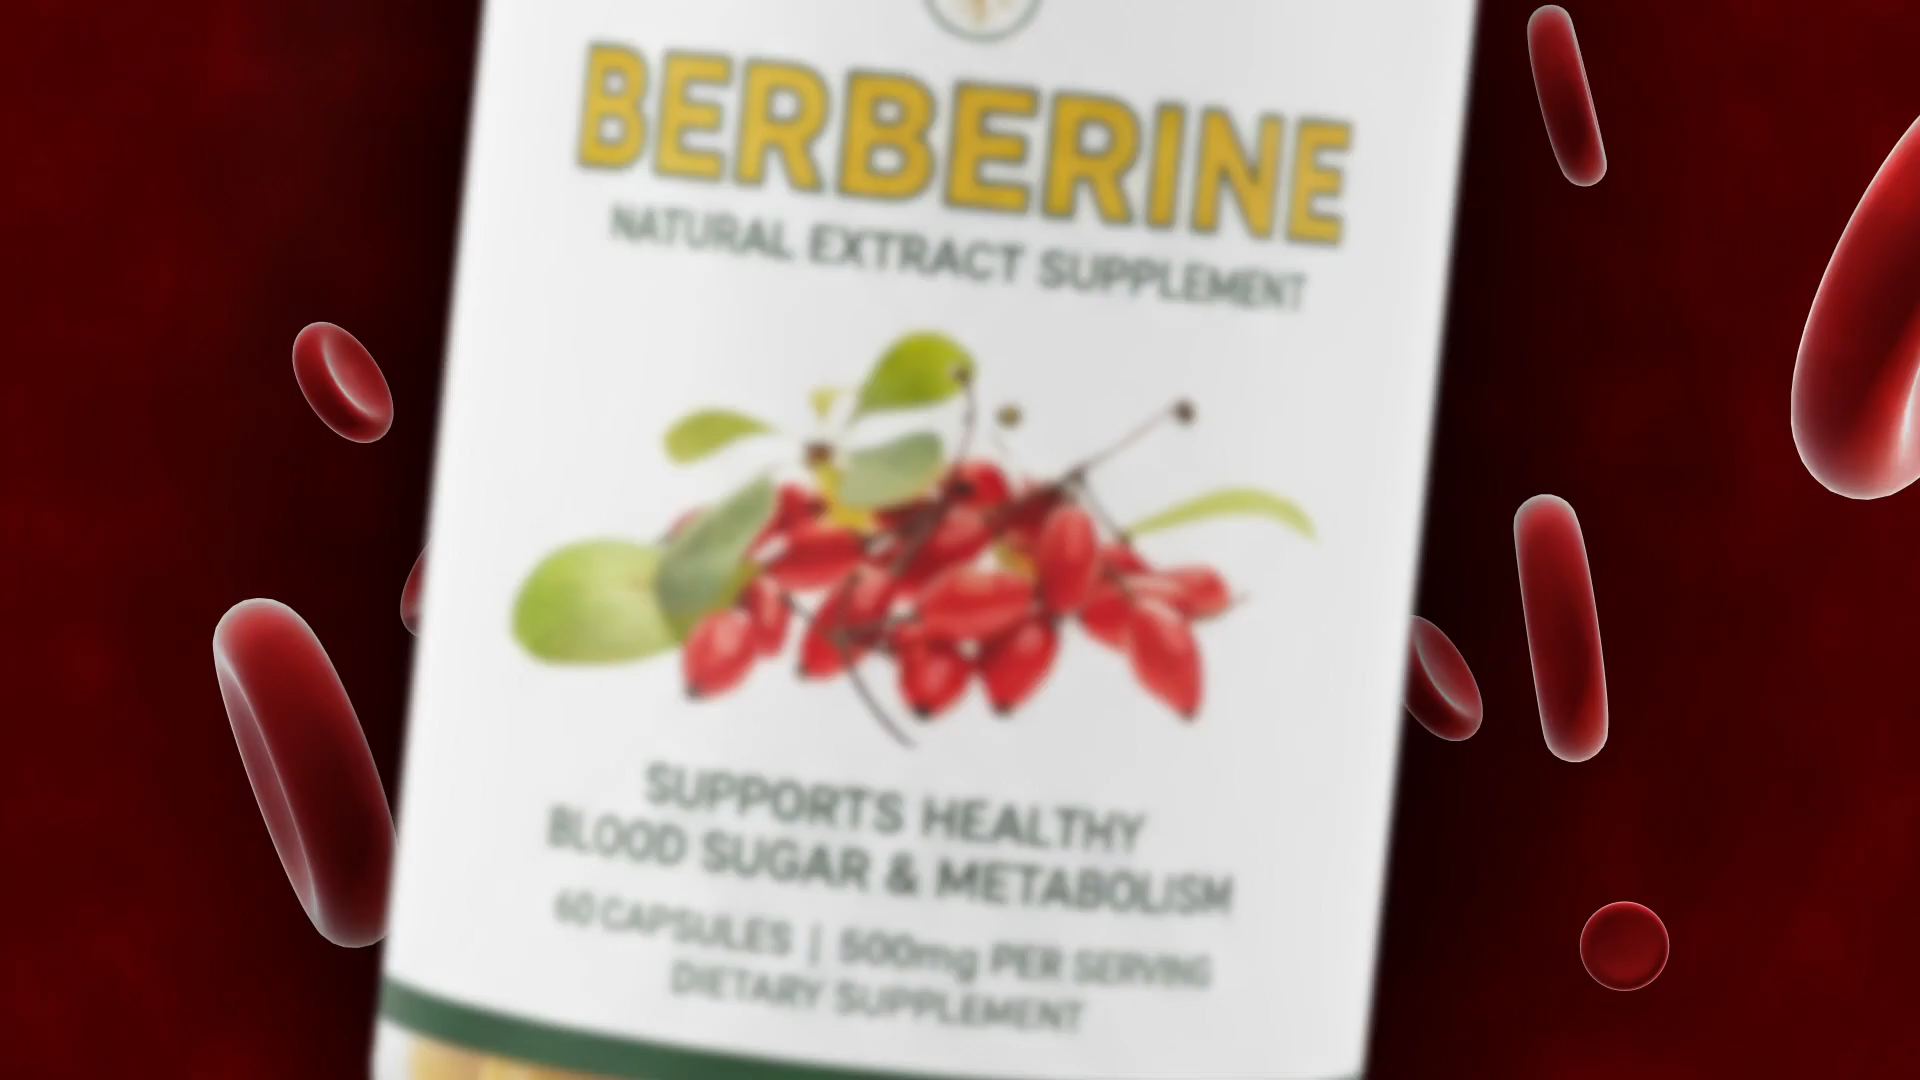 BERBERINE
NATURAL EXTRACT SUPPLEMENT
SUPPORTS HEALTHY
BLOOD SUGAR & METABOLISM
60 CAPSULES | 500mg PER SERVING
DIETARY SUPPLEMENT